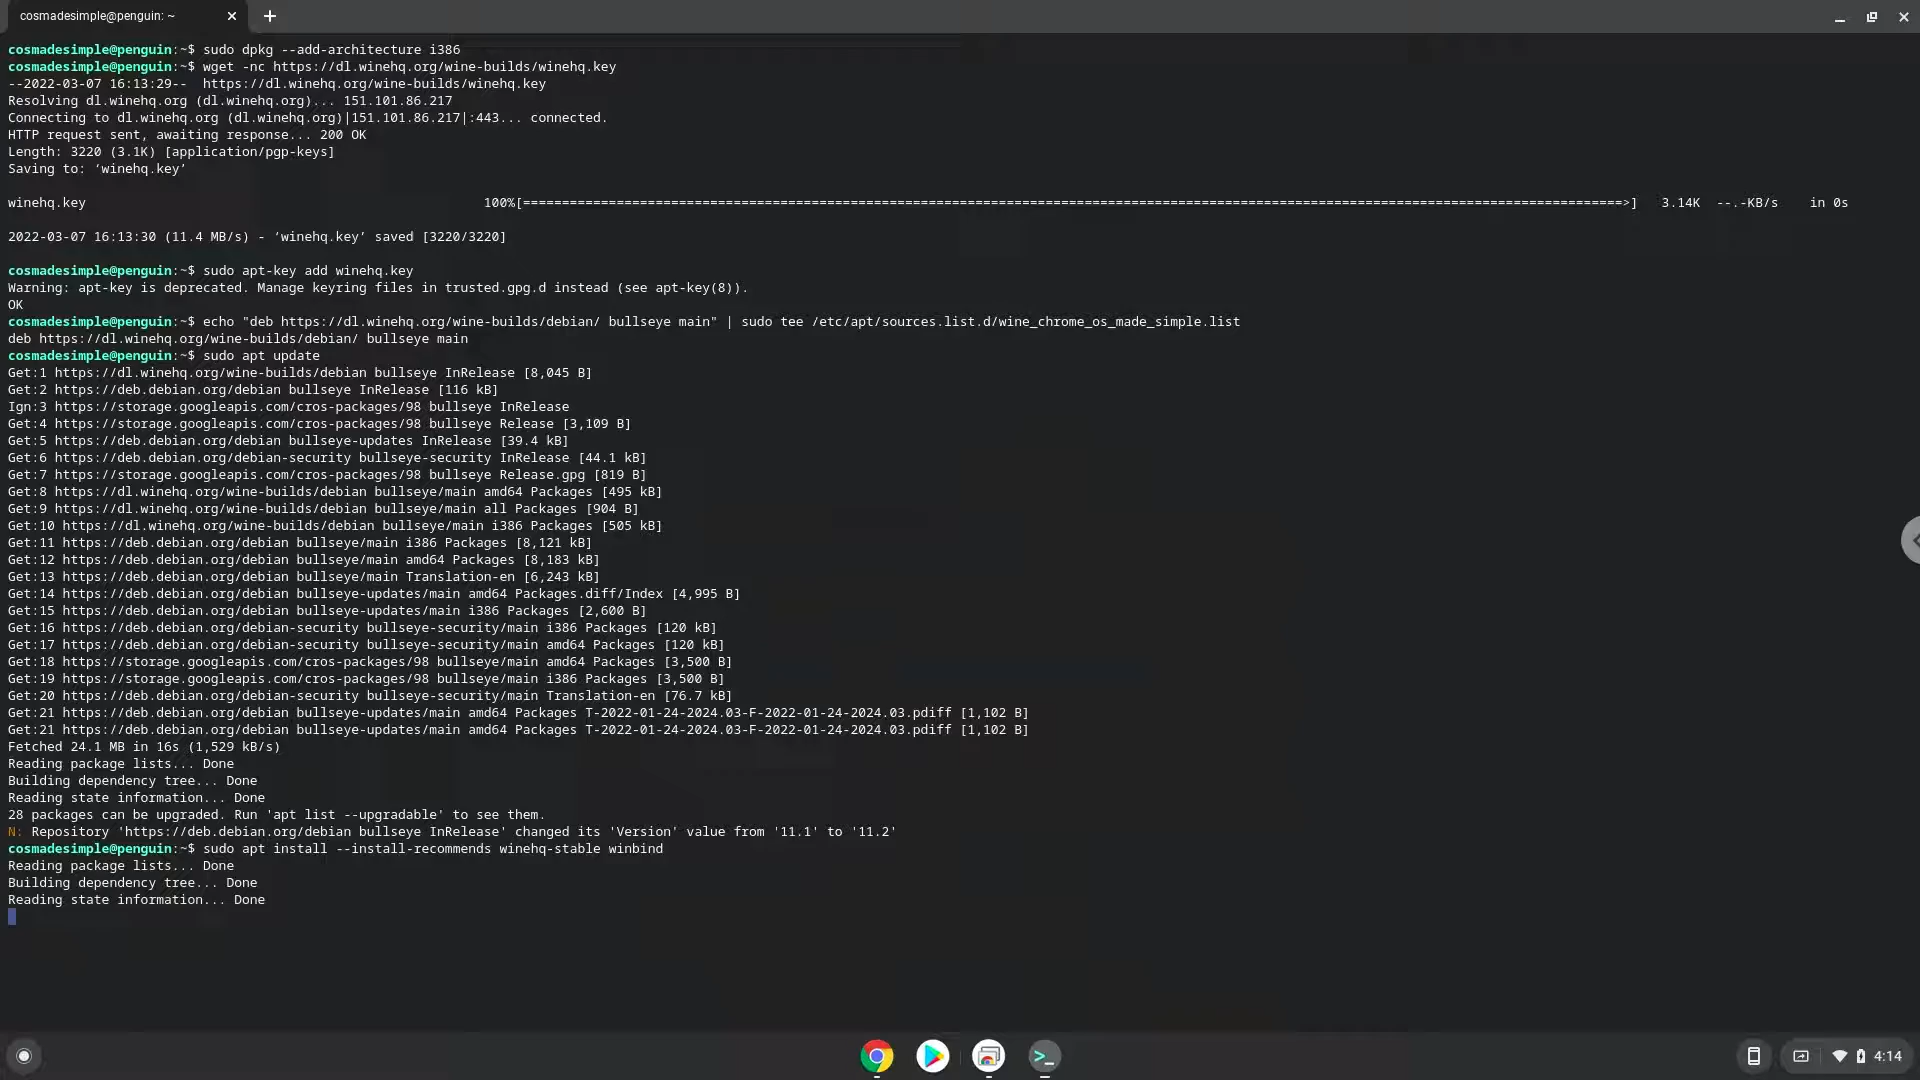 cosmadesimple@penguin: ~
cosmadesimple@penguin:~$ sudo dpkg --add-architecture i386
cosmadesimple@penguin:~$ wget -nc https://dl.winehq.org/wine-builds/winehq.key
--2022-03-07 16:13:29--  https://dl.winehq.org/wine-builds/winehq.key
Resolving dl.winehq.org (dl.winehq.org)... 151.101.86.217
Connecting to dl.winehq.org (dl.winehq.org)|151.101.86.217|:443... connected.
HTTP request sent, awaiting response... 200 OK
Length: 3220 (3.1K) [application/pgp-keys]
Saving to: ‘winehq.key’
winehq.key 100%[=============================================================================================================================================>] 3.14K --.-KB/s in 0s
2022-03-07 16:13:30 (11.4 MB/s) - ‘winehq.key’ saved [3220/3220]
cosmadesimple@penguin:~$ sudo apt-key add winehq.key
Warning: apt-key is deprecated. Manage keyring files in trusted.gpg.d instead (see apt-key(8)).
OK
cosmadesimple@penguin:~$ echo "deb https://dl.winehq.org/wine-builds/debian/ bullseye main" | sudo tee /etc/apt/sources.list.d/wine_chrome_os_made_simple.list
deb https://dl.winehq.org/wine-builds/debian/ bullseye main
cosmadesimple@penguin:~$ sudo apt update
Get:1 https://dl.winehq.org/wine-builds/debian bullseye InRelease [8,045 B]
Get:2 https://deb.debian.org/debian bullseye InRelease [116 kB]
Ign:3 https://storage.googleapis.com/cros-packages/98 bullseye InRelease
Get:4 https://storage.googleapis.com/cros-packages/98 bullseye Release [3,109 B]
Get:5 https://deb.debian.org/debian bullseye-updates InRelease [39.4 kB]
Get:6 https://deb.debian.org/debian-security bullseye-security InRelease [44.1 kB]
Get:7 https://storage.googleapis.com/cros-packages/98 bullseye Release.gpg [819 B]
Get:8 https://dl.winehq.org/wine-builds/debian bullseye/main amd64 Packages [495 kB]
Get:9 https://dl.winehq.org/wine-builds/debian bullseye/main all Packages [904 B]
Get:10 https://dl.winehq.org/wine-builds/debian bullseye/main i386 Packages [505 kB]
Get:11 https://deb.debian.org/debian bullseye/main i386 Packages [8,121 kB]
Get:12 https://deb.debian.org/debian bullseye/main amd64 Packages [8,183 kB]
Get:13 https://deb.debian.org/debian bullseye/main Translation-en [6,243 kB]
Get:14 https://deb.debian.org/debian bullseye-updates/main amd64 Packages.diff/Index [4,995 B]
Get:15 https://deb.debian.org/debian bullseye-updates/main i386 Packages [2,600 B]
Get:16 https://deb.debian.org/debian-security bullseye-security/main i386 Packages [120 kB]
Get:17 https://deb.debian.org/debian-security bullseye-security/main amd64 Packages [120 kB]
Get:18 https://storage.googleapis.com/cros-packages/98 bullseye/main amd64 Packages [3,500 B]
Get:19 https://storage.googleapis.com/cros-packages/98 bullseye/main i386 Packages [3,500 B]
Get:20 https://deb.debian.org/debian-security bullseye-security/main Translation-en [76.7 kB]
Get:21 https://deb.debian.org/debian bullseye-updates/main amd64 Packages T-2022-01-24-2024.03-F-2022-01-24-2024.03.pdiff [1,102 B]
Get:21 https://deb.debian.org/debian bullseye-updates/main amd64 Packages T-2022-01-24-2024.03-F-2022-01-24-2024.03.pdiff [1,102 B]
Fetched 24.1 MB in 16s (1,529 kB/s)
Reading package lists... Done
Building dependency tree... Done
Reading state information... Done
28 packages can be upgraded. Run 'apt list --upgradable' to see them.
N: Repository 'https://deb.debian.org/debian bullseye InRelease' changed its 'Version' value from '11.1' to '11.2'
cosmadesimple@penguin:~$ sudo apt install --install-recommends winehq-stable winbind
Reading package lists... Done
Building dependency tree... Done
Reading state information... Done
4:14